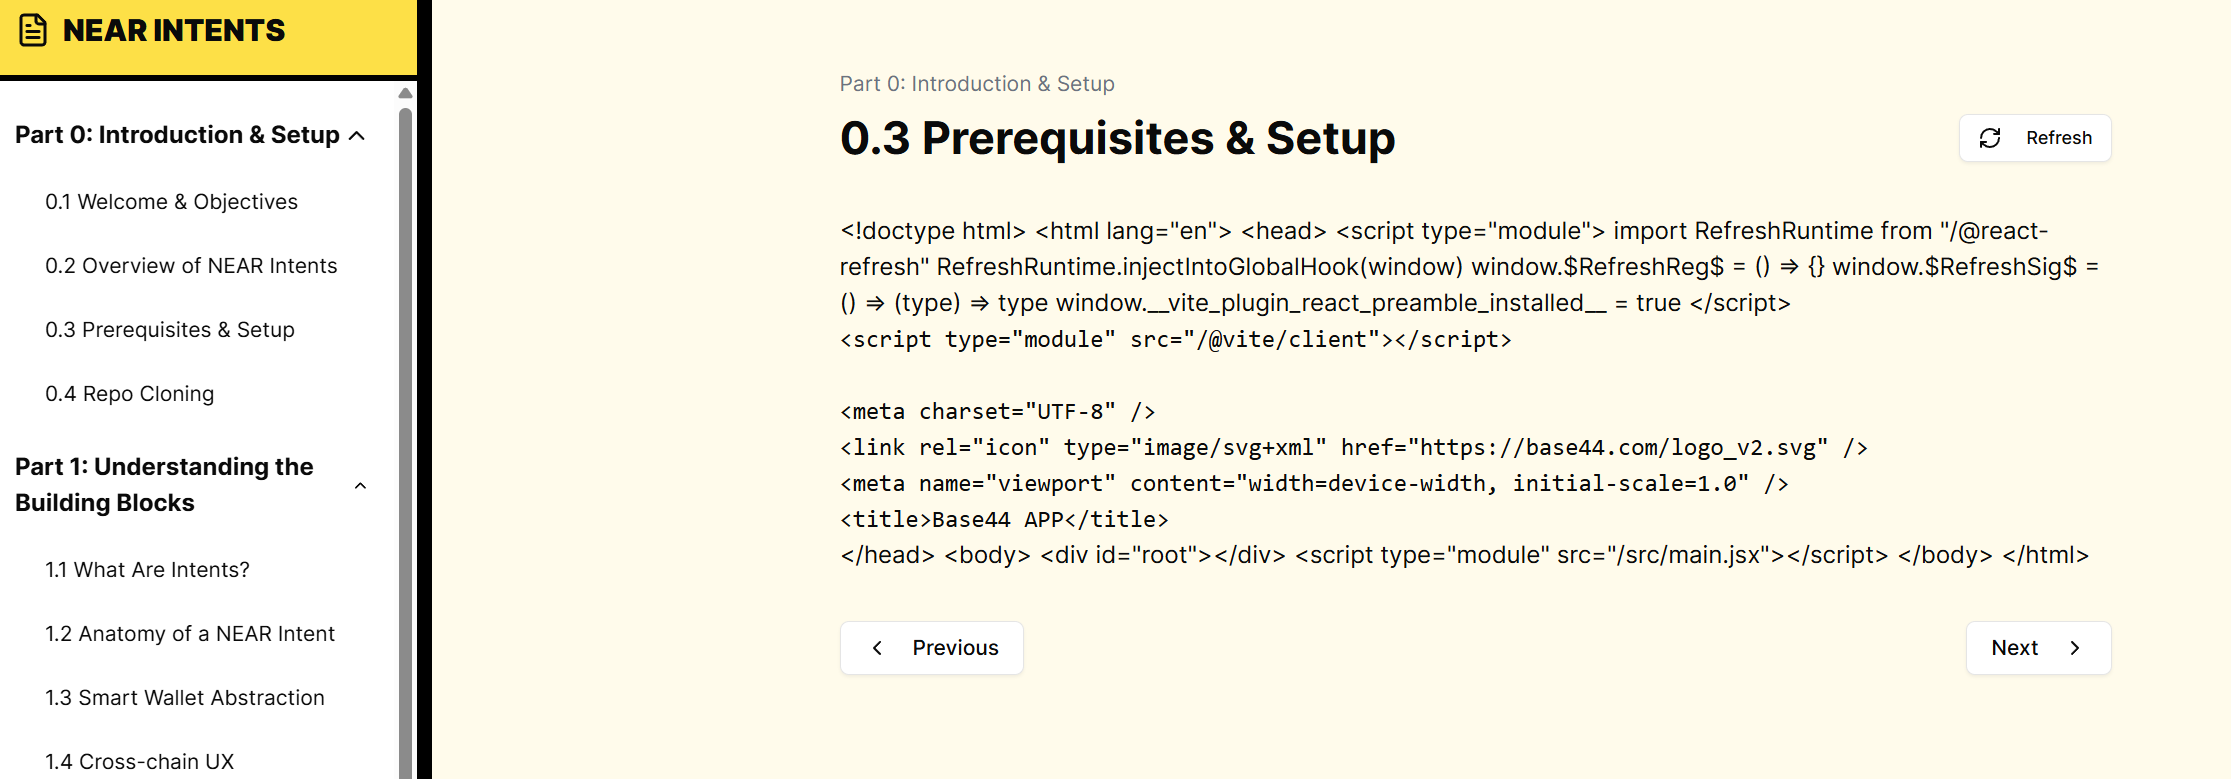 NEAR INTENTS
Part 0: Introduction & Setup
0.1 Welcome & Objectives
0.2 Overview of NEAR Intents
0.3 Prerequisites & Setup
0.4 Repo Cloning
Part 1: Understanding the
Building Blocks
1.1 What Are Intents?
1.2 Anatomy of a NEAR Intent
1.3 Smart Wallet Abstraction
1.4 Cross-chain UX
Part 0: Introduction & Setup
0.3 Prerequisites & Setup
Refresh
<!doctype html> <html lang="en"> <head> <script type="module"> import RefreshRuntime from "/@react-
refresh" RefreshRuntime.injectIntoGlobalHook(window) window.$RefreshReg$ = () => {} window.$RefreshSig$ =
() => (type) => type window.__vite_plugin_react_preamble_installed__ = true </script>
<script type="module" src="/@vite/client"></script>
<meta charset="UTF-8" />
<link rel="icon" type="image/svg+xml" href="https://base44.com/logo_v2.svg" />
<meta name="viewport" content="width=device-width, initial-scale=1.0" />
<title>Base44 APP</title>
</head> <body> <div id="root"></div> <script type="module" src="/src/main.jsx"></script> </body> </html>
Previous
Next